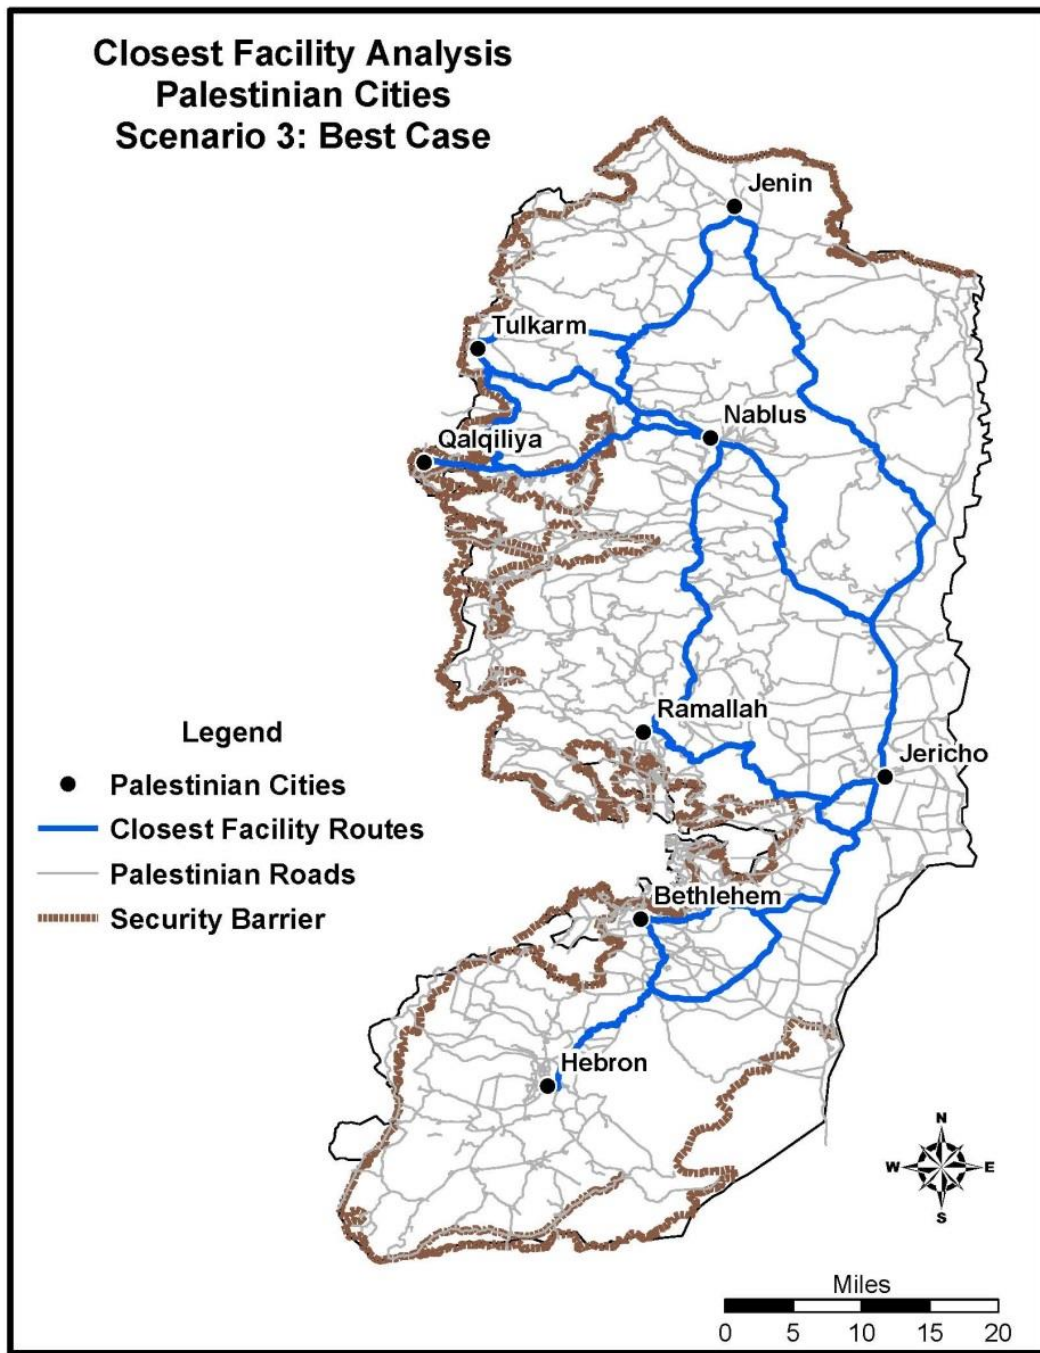 Closest Facility Analysis
Palestinian Cities
Scenario 3: Best Case
Jenin
Tulkarm
Nablus
Qalqiliya
Ramallah
Jericho
Bethlehem
Hebron
Legend
Palestinian Cities
Closest Facility Routes
Palestinian Roads
Security Barrier
N
W E
S
Miles
0 5 10 15 20